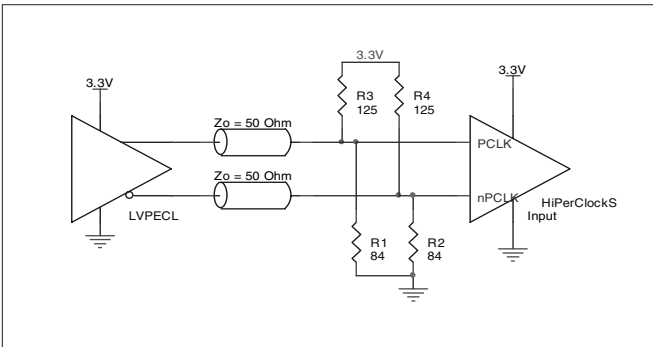 3.3V
3.3V
3.3V
R3
125
R4
125
Zo = 50 Ohm
PCLK
Zo = 50 Ohm
nPCLK
HiPerClockS
Input
LVPECL
R1
84
R2
84